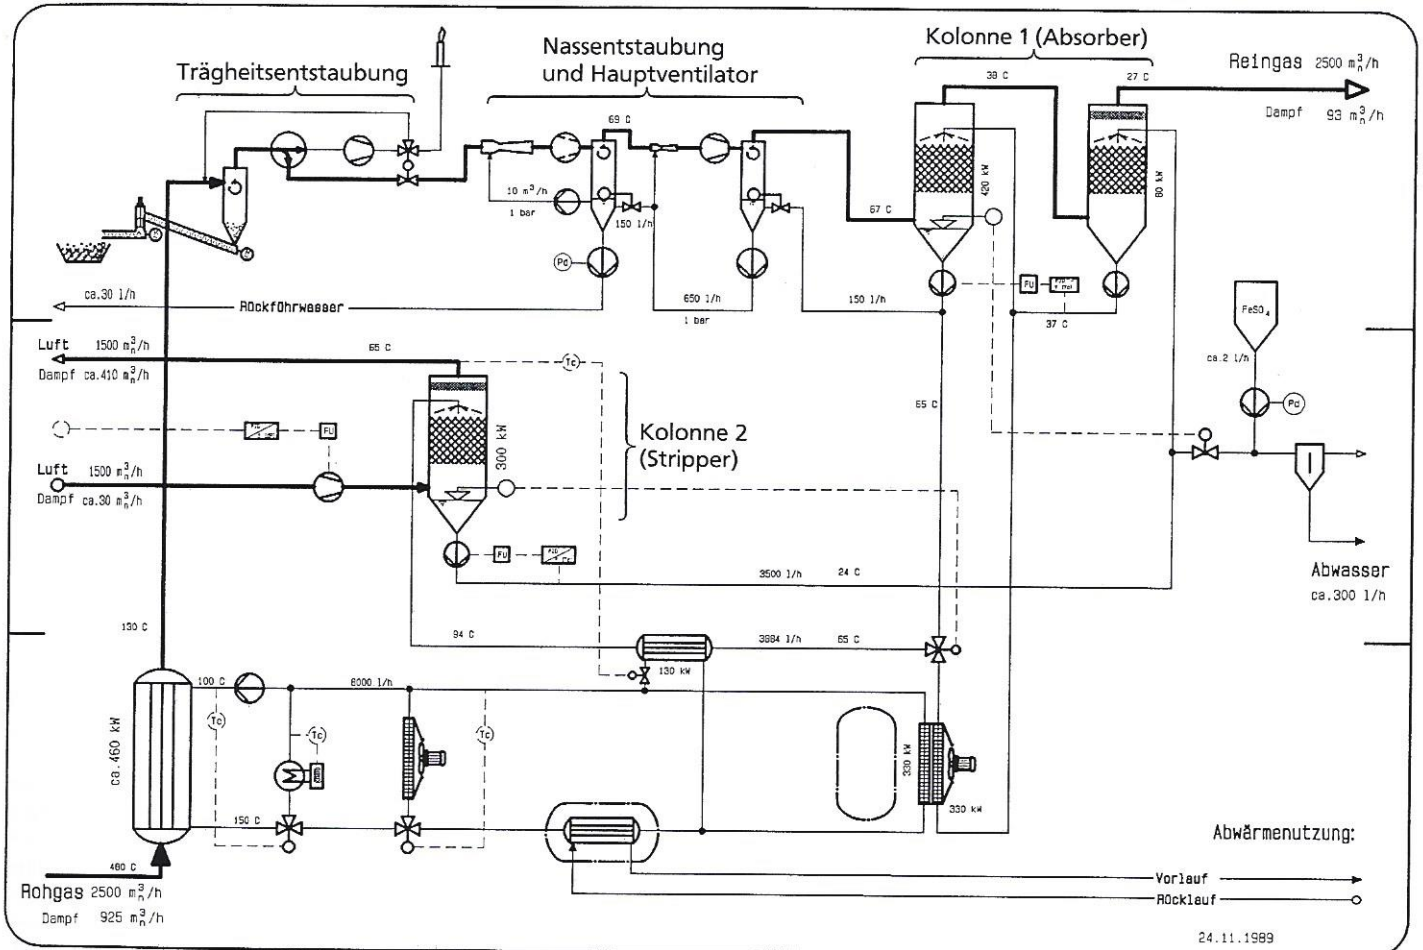 Trägheitsentstaubung
Nassentstaubung
und Hauptventilator
Kolonne 1 (Absorber)
38 C
27 C
Reingas 2500 m³ₙ/h
Dampf 93 m³ₙ/h
69 C
10 m³/h
1 bar
150 l/h
67 C
420 kW
80 kW
Pd
FU
ca.30 l/h
Rückführwasser
650 l/h
1 bar
150 l/h
37 C
FeSO₄
ca.2 l/h
Pd
Luft 1500 m³ₙ/h
Dampf ca.410 m³ₙ/h
65 C
Tc
65 C
FU
300 kW
Kolonne 2
(Stripper)
Luft 1500 m³ₙ/h
Dampf ca.30 m³ₙ/h
FU
3500 l/h 24 C
Abwasser
ca.300 l/h
130 C
94 C
130 kW
3884 l/h 65 C
100 C
6000 l/h
Tc
Tc
Tc
M
ca.460 kW
330 kW
330 kW
150 C
480 C
Rohgas 2500 m³ₙ/h
Dampf 925 m³ₙ/h
Abwärmenutzung:
Vorlauf
Rücklauf
24.11.1989